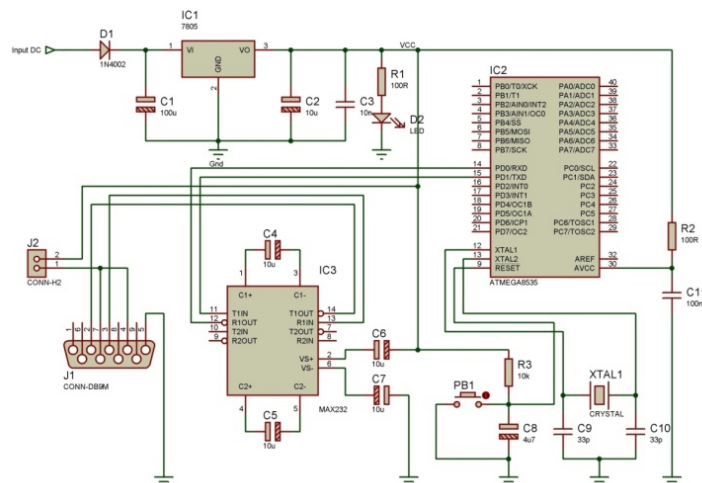 IC1
7805
D1
Input DC
1N4002
1
VI
VO
3
GND
2
VCC
C1
100u
C2
10u
C3
10n
R1
100R
D2
LED
Gnd
IC2
1
PB0/T0/XCK
PA0/ADC0
40
2
PB1/T1
PA1/ADC1
39
3
PB2/AIN0/INT2
PA2/ADC2
38
4
PB3/AIN1/OC0
PA3/ADC3
37
5
PB4/SS
PA4/ADC4
36
6
PB5/MOSI
PA5/ADC5
35
7
PB6/MISO
PA6/ADC6
34
8
PB7/SCK
PA7/ADC7
33
14
PD0/RXD
PC0/SCL
22
15
PD1/TXD
PC1/SDA
23
16
PD2/INT0
PC2
24
17
PD3/INT1
PC3
25
18
PD4/OC1B
PC4
26
19
PD5/OC1A
PC5
27
20
PD6/ICP1
PC6/TOSC1
28
21
PD7/OC2
PC7/TOSC2
29
12
XTAL1
13
XTAL2
AREF
32
9
RESET
AVCC
30
ATMEGA8535
R2
100R
C11
100n
J2
2
1
CONN-H2
1
6
2
7
3
8
4
9
5
J1
CONN-DB9M
C4
10u
1
3
IC3
C1+
C1-
11
T1IN
T1OUT
14
12
R1OUT
R1IN
13
10
T2IN
T2OUT
7
9
R2OUT
R2IN
8
VS+
2
VS-
6
C2+
C2-
4
5
MAX232
C5
10u
C6
10u
C7
10u
R3
10k
PB1
C8
4u7
XTAL1
CRYSTAL
C9
33p
C10
33p